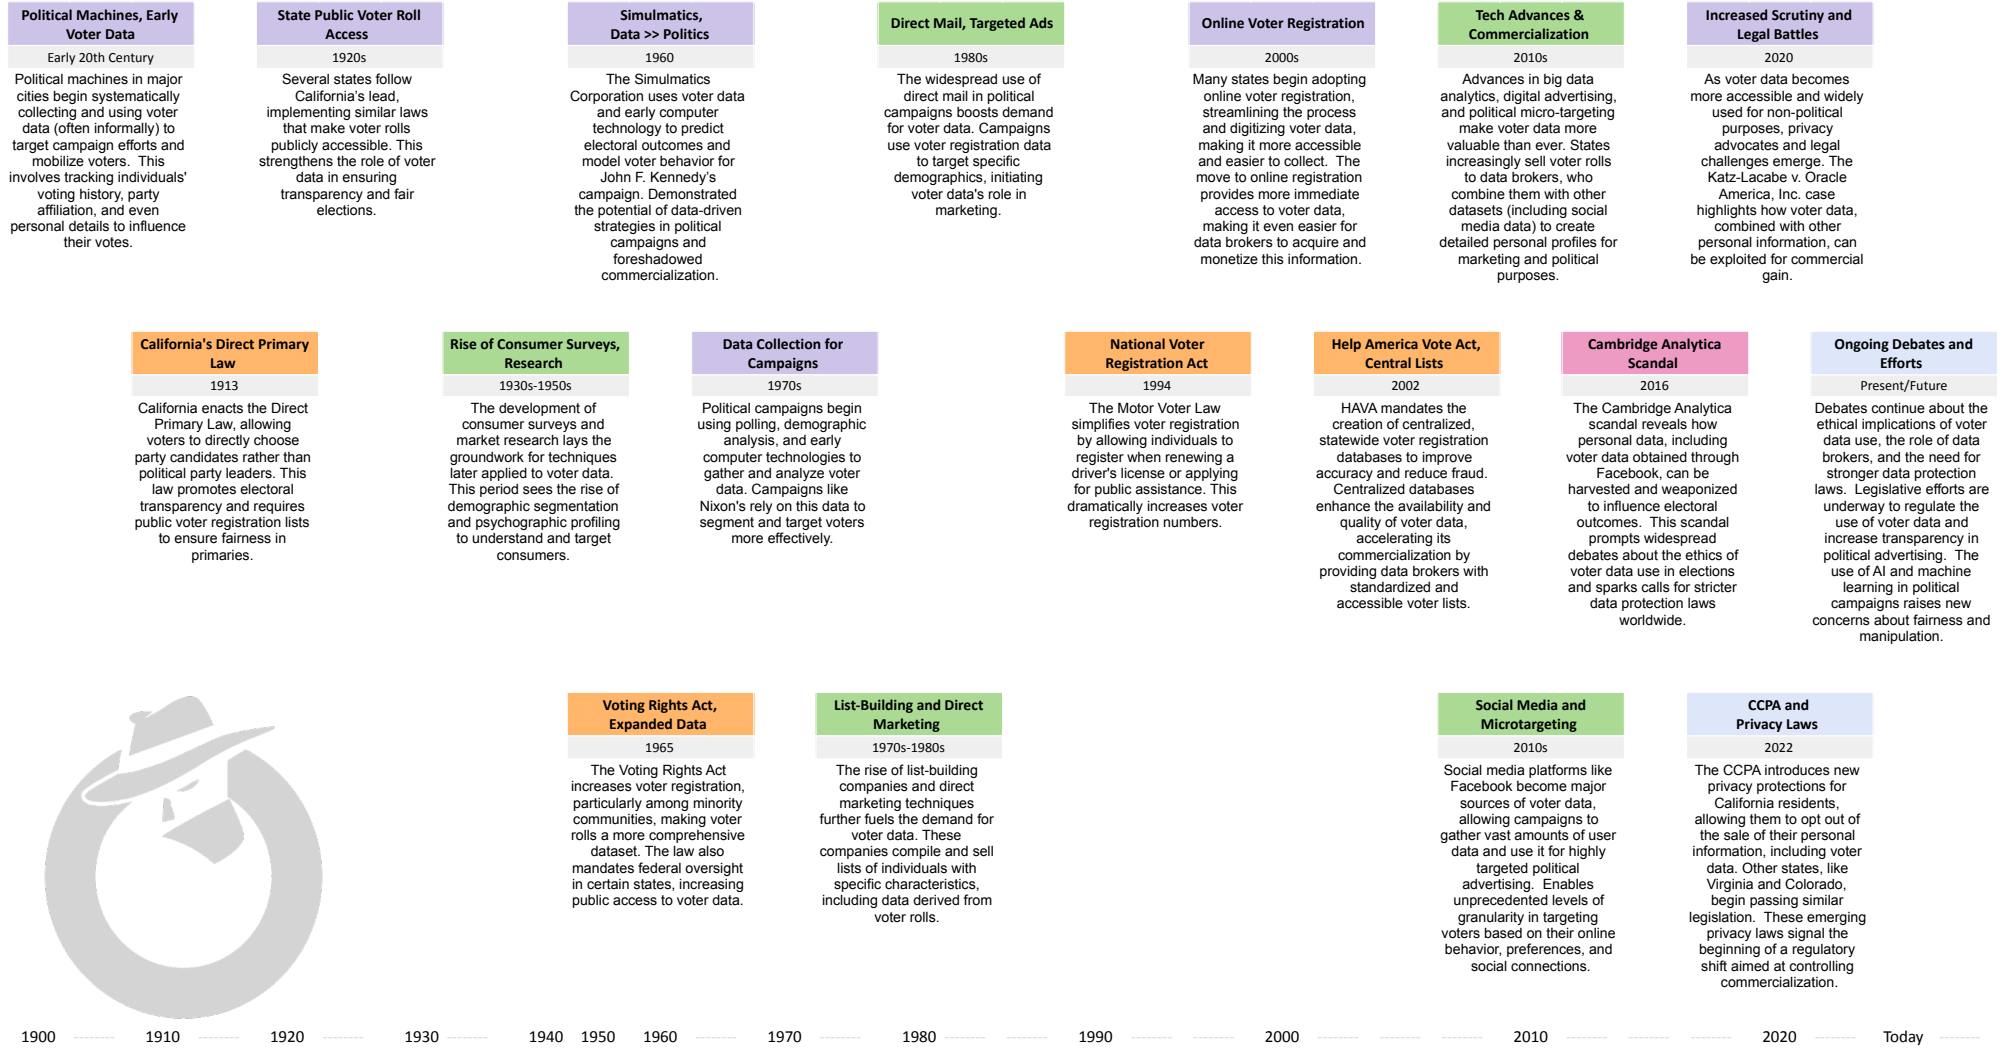 Political Machines, Early
Voter Data
Early 20th Century
Political machines in major
cities begin systematically
collecting and using voter
data (often informally) to
target campaign efforts and
mobilize voters.  This
involves tracking individuals'
voting history, party
affiliation, and even
personal details to influence
their votes.
State Public Voter Roll
Access
1920s
Several states follow
California’s lead,
implementing similar laws
that make voter rolls
publicly accessible. This
strengthens the role of voter
data in ensuring
transparency and fair
elections.
Simulmatics,
Data >> Politics
1960
The Simulmatics
Corporation uses voter data
and early computer
technology to predict
electoral outcomes and
model voter behavior for
John F. Kennedy’s
campaign. Demonstrated
the potential of data-driven
strategies in political
campaigns and
foreshadowed
commercialization.
Direct Mail, Targeted Ads
1980s
The widespread use of
direct mail in political
campaigns boosts demand
for voter data. Campaigns
use voter registration data
to target specific
demographics, initiating
voter data's role in
marketing.
Online Voter Registration
2000s
Many states begin adopting
online voter registration,
streamlining the process
and digitizing voter data,
making it more accessible
and easier to collect.  The
move to online registration
provides more immediate
access to voter data,
making it even easier for
data brokers to acquire and
monetize this information.
Tech Advances &
Commercialization
2010s
Advances in big data
analytics, digital advertising,
and political micro-targeting
make voter data more
valuable than ever. States
increasingly sell voter rolls
to data brokers, who
combine them with other
datasets (including social
media data) to create
detailed personal profiles for
marketing and political
purposes.
Increased Scrutiny and
Legal Battles
2020
As voter data becomes
more accessible and widely
used for non-political
purposes, privacy
advocates and legal
challenges emerge. The
Katz-Lacabe v. Oracle
America, Inc. case
highlights how voter data,
combined with other
personal information, can
be exploited for commercial
gain.
California's Direct Primary
Law
1913
California enacts the Direct
Primary Law, allowing
voters to directly choose
party candidates rather than
political party leaders. This
law promotes electoral
transparency and requires
public voter registration lists
to ensure fairness in
primaries.
Rise of Consumer Surveys,
Research
1930s-1950s
The development of
consumer surveys and
market research lays the
groundwork for techniques
later applied to voter data.
This period sees the rise of
demographic segmentation
and psychographic profiling
to understand and target
consumers.
Data Collection for
Campaigns
1970s
Political campaigns begin
using polling, demographic
analysis, and early
computer technologies to
gather and analyze voter
data. Campaigns like
Nixon's rely on this data to
segment and target voters
more effectively.
National Voter
Registration Act
1994
The Motor Voter Law
simplifies voter registration
by allowing individuals to
register when renewing a
driver's license or applying
for public assistance. This
dramatically increases voter
registration numbers.
Help America Vote Act,
Central Lists
2002
HAVA mandates the
creation of centralized,
statewide voter registration
databases to improve
accuracy and reduce fraud.
Centralized databases
enhance the availability and
quality of voter data,
accelerating its
commercialization by
providing data brokers with
standardized and
accessible voter lists.
Cambridge Analytica
Scandal
2016
The Cambridge Analytica
scandal reveals how
personal data, including
voter data obtained through
Facebook, can be
harvested and weaponized
to influence electoral
outcomes.  This scandal
prompts widespread
debates about the ethics of
voter data use in elections
and sparks calls for stricter
data protection laws
worldwide.
Ongoing Debates and
Efforts
Present/Future
Debates continue about the
ethical implications of voter
data use, the role of data
brokers, and the need for
stronger data protection
laws.  Legislative efforts are
underway to regulate the
use of voter data and
increase transparency in
political advertising.  The
use of AI and machine
learning in political
campaigns raises new
concerns about fairness and
manipulation.
Voting Rights Act,
Expanded Data
1965
The Voting Rights Act
increases voter registration,
particularly among minority
communities, making voter
rolls a more comprehensive
dataset. The law also
mandates federal oversight
in certain states, increasing
public access to voter data.
List-Building and Direct
Marketing
1970s-1980s
The rise of list-building
companies and direct
marketing techniques
further fuels the demand for
voter data. These
companies compile and sell
lists of individuals with
specific characteristics,
including data derived from
voter rolls.
Social Media and
Microtargeting
2010s
Social media platforms like
Facebook become major
sources of voter data,
allowing campaigns to
gather vast amounts of user
data and use it for highly
targeted political
advertising.  Enables
unprecedented levels of
granularity in targeting
voters based on their online
behavior, preferences, and
social connections.
CCPA and
Privacy Laws
2022
The CCPA introduces new
privacy protections for
California residents,
allowing them to opt out of
the sale of their personal
information, including voter
data. Other states, like
Virginia and Colorado,
begin passing similar
legislation.  These emerging
privacy laws signal the
beginning of a regulatory
shift aimed at controlling
commercialization.
1900 1910 1920 1930 1940 1950 1960 1970 1980 1990 2000 2010 2020 Today